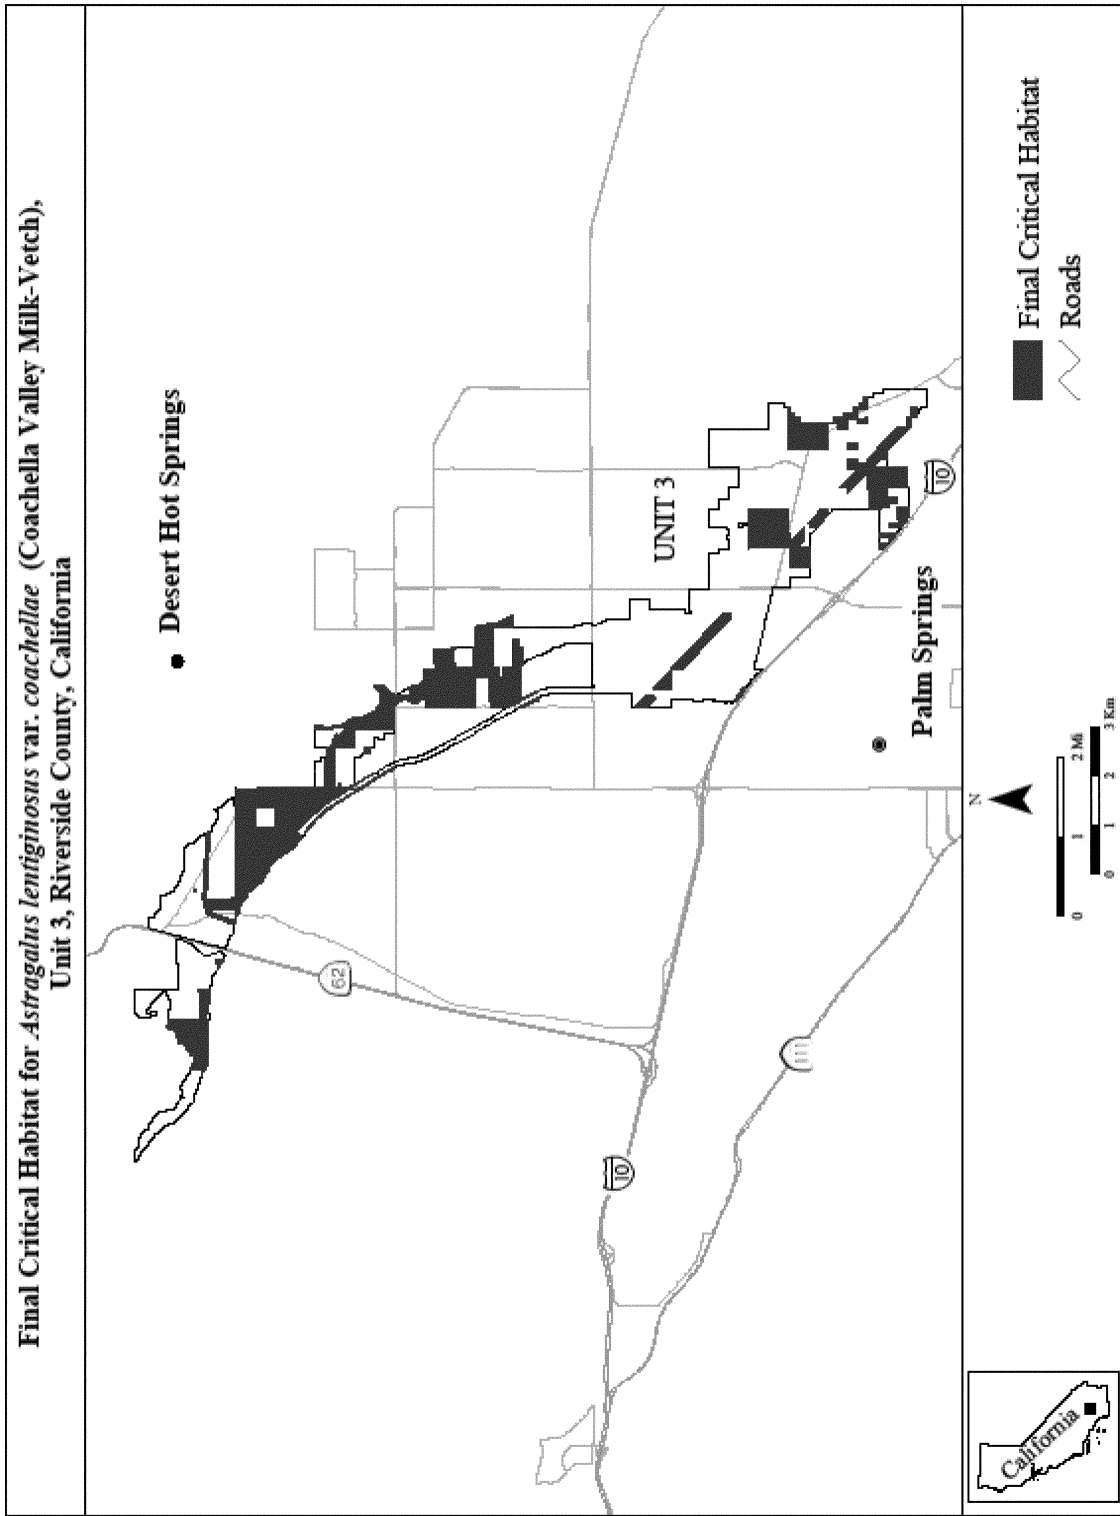 Final Critical Habitat for Astragalus lentiginosus var. coachellae (Coachella Valley Milk-Vetch),
Unit 3, Riverside County, California
Desert Hot Springs
62
UNIT 3
10
10
111
Palm Springs
California
N
0 1 2 Mi
0 1 2 3 Km
Final Critical Habitat
Roads